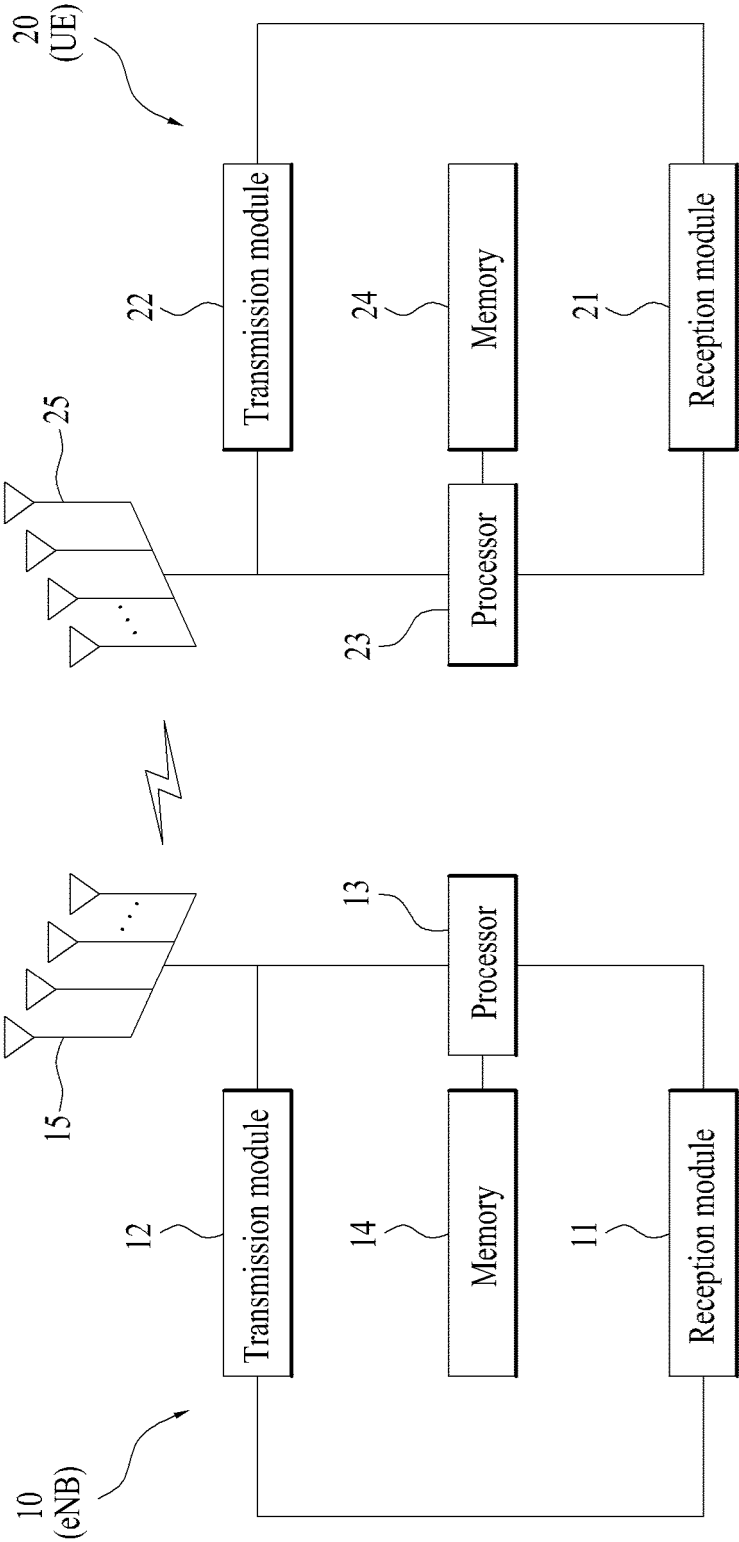 10
(eNB)
20
(UE)
15
25
12
Transmission module
22
Transmission module
13
Processor
23
Processor
14
Memory
24
Memory
11
Reception module
21
Reception module